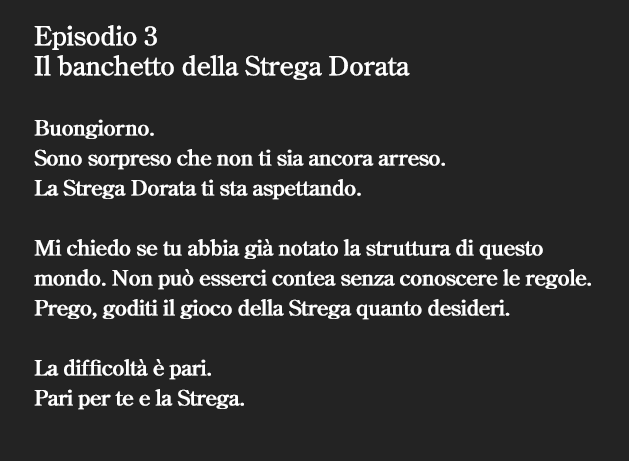 Episodio 3
Il banchetto della Strega Dorata
Buongiorno.
Sono sorpreso che non ti sia ancora arreso.
La Strega Dorata ti sta aspettando.
Mi chiedo se tu abbia già notato la struttura di questo
mondo. Non può esserci contea senza conoscere le regole.
Prego, goditi il gioco della Strega quanto desideri.
La difficoltà è pari.
Pari per te e la Strega.